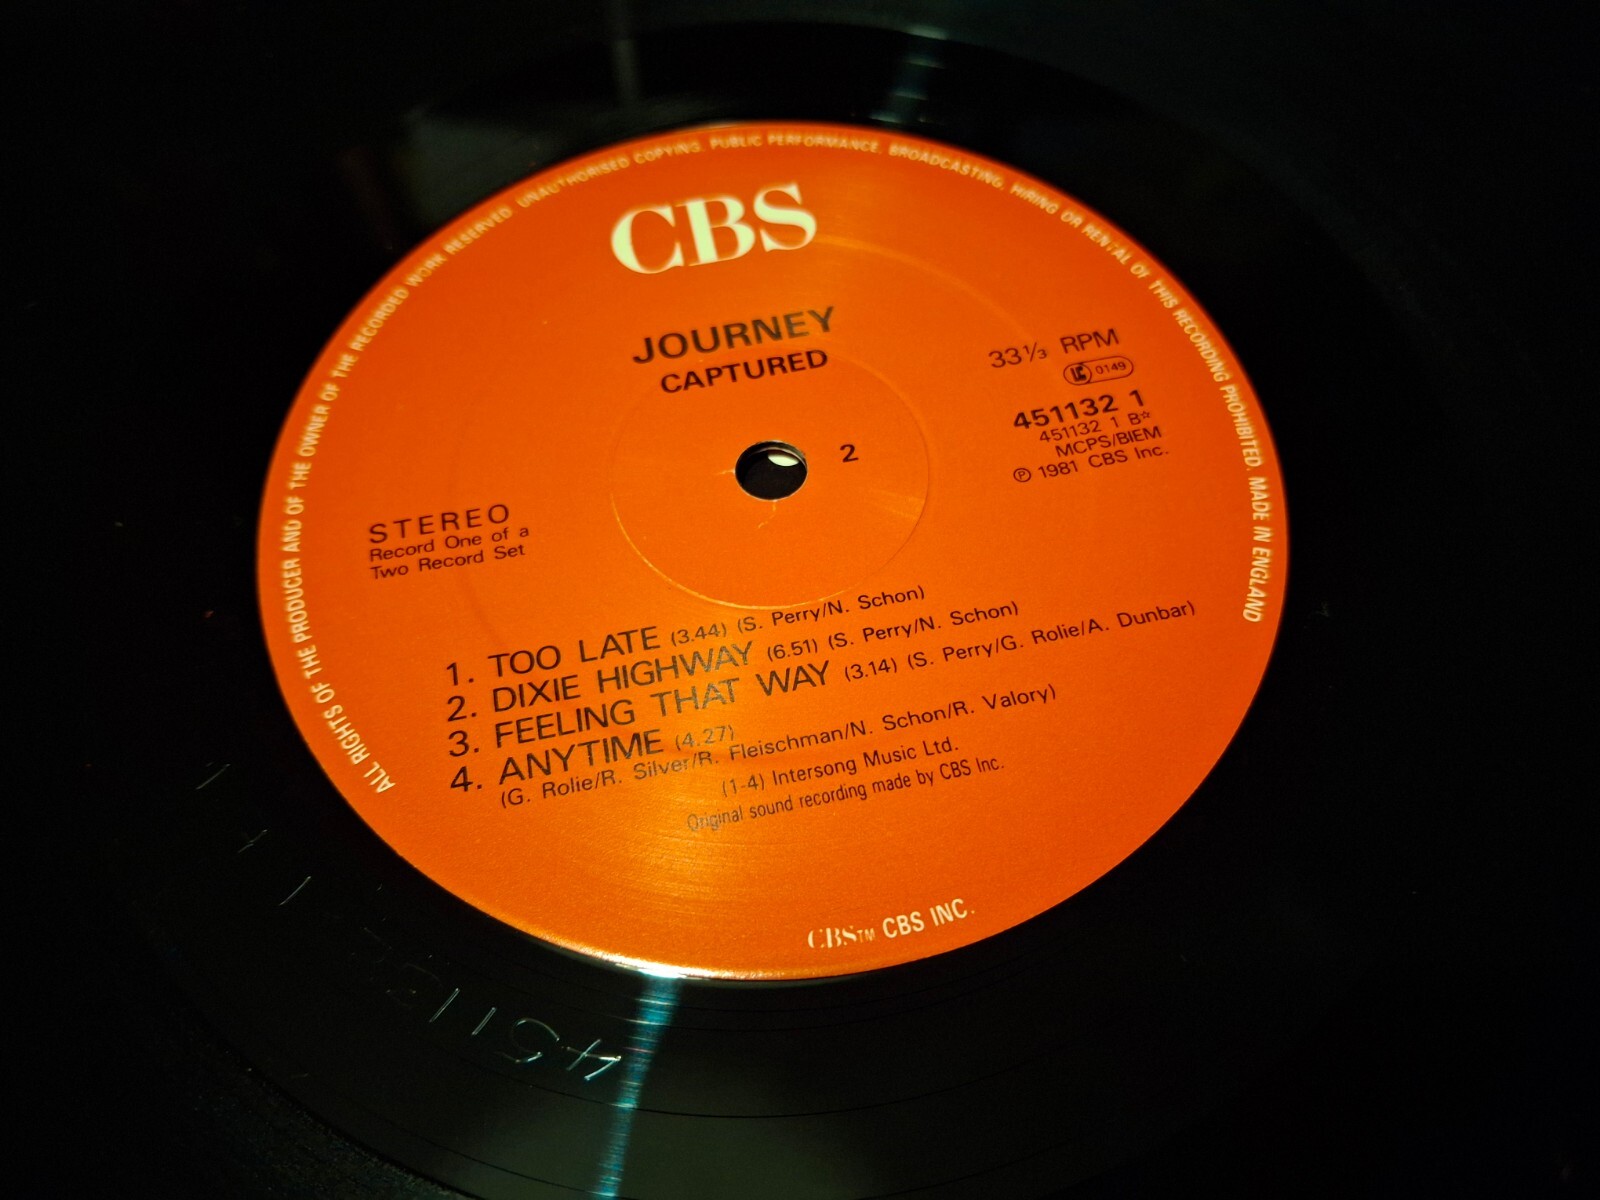 ALL RIGHTS OF THE PRODUCER AND OF THE OWNER OF THE RECORDED WORK RESERVED. UNAUTHORISED COPYING, PUBLIC PERFORMANCE, BROADCASTING, HIRING OR RENTAL OF THIS RECORDING PROHIBITED. MADE IN ENGLAND
CBS
JOURNEY
CAPTURED
33⅓ RPM
LC 0149
451132 1
451132 1 B☆
MCPS/BIEM
℗ 1981 CBS Inc.
2
STEREO
Record One of a
Two Record Set
1. TOO LATE (3.44) (S. Perry/N. Schon)
2. DIXIE HIGHWAY (6.51) (S. Perry/N. Schon)
3. FEELING THAT WAY (3.14) (S. Perry/G. Rolie/A. Dunbar)
4. ANYTIME (4.27)
(G. Rolie/R. Silver/R. Fleischman/N. Schon/R. Valory)
(1-4) Intersong Music Ltd.
Original sound recording made by CBS Inc.
CBS™ CBS INC.
4511